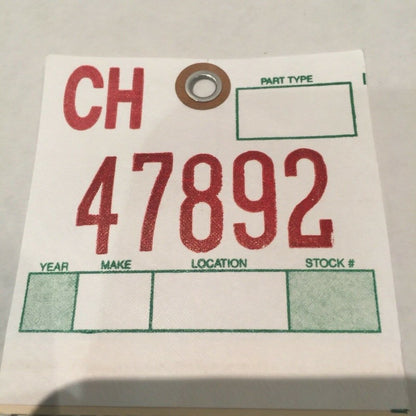 CH
PART TYPE
47892
YEAR MAKE LOCATION STOCK #